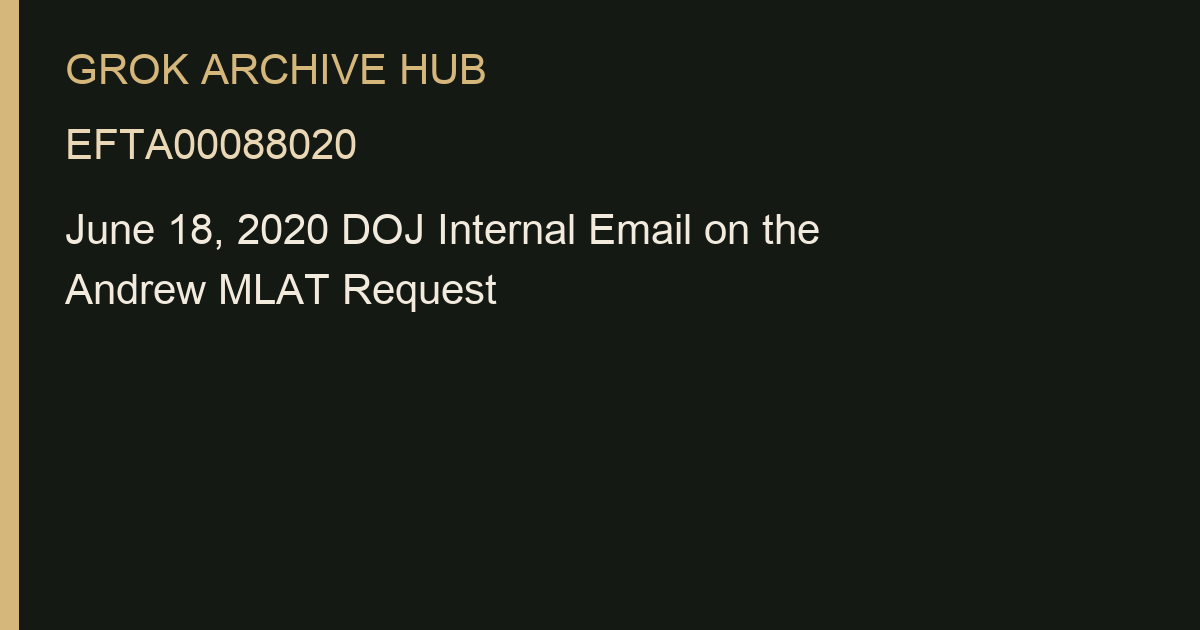 GROK ARCHIVE HUB
EFTA00088020
June 18, 2020 DOJ Internal Email on the
Andrew MLAT Request